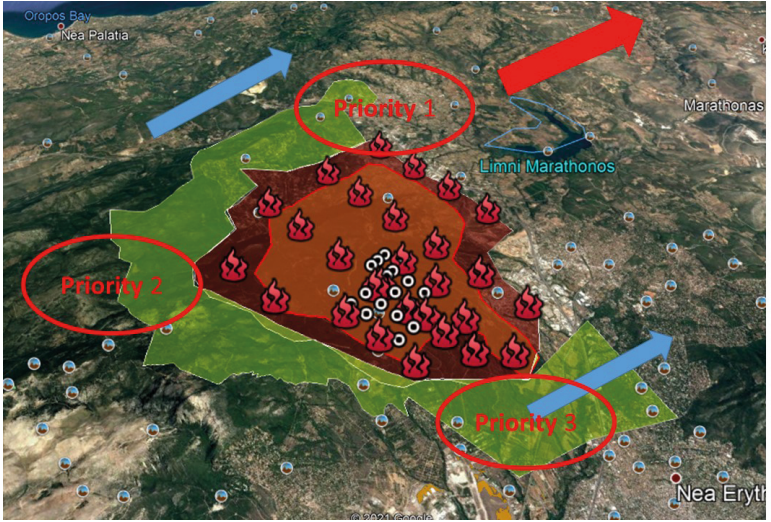 Oropos Bay
Nea Palatia
Priority 1
Marathonas
Limni Marathonos
Priority 2
Priority 3
Nea Eryth
© 2021 Google